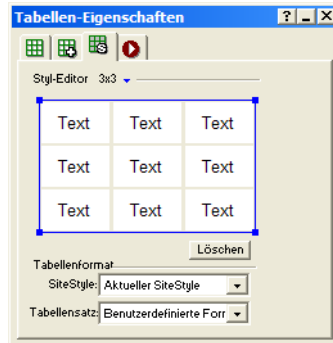 Tabellen-Eigenschaften
Styl-Editor 3x3
Text Text Text
Text Text Text
Text Text Text
Löschen
Tabellenformat
SiteStyle: Aktueller SiteStyle
Tabellensatz: Benutzerdefinierte Forr